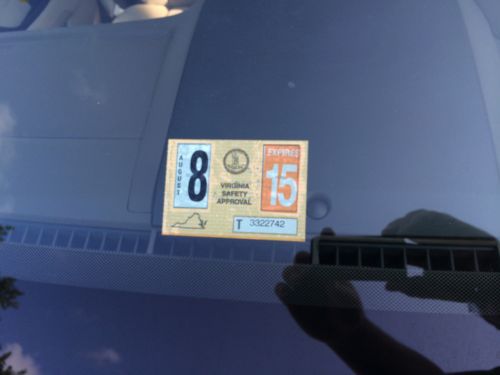 AUGUST
8
VIRGINIA
SAFETY
APPROVAL
EXPIRES
15
T 3322742